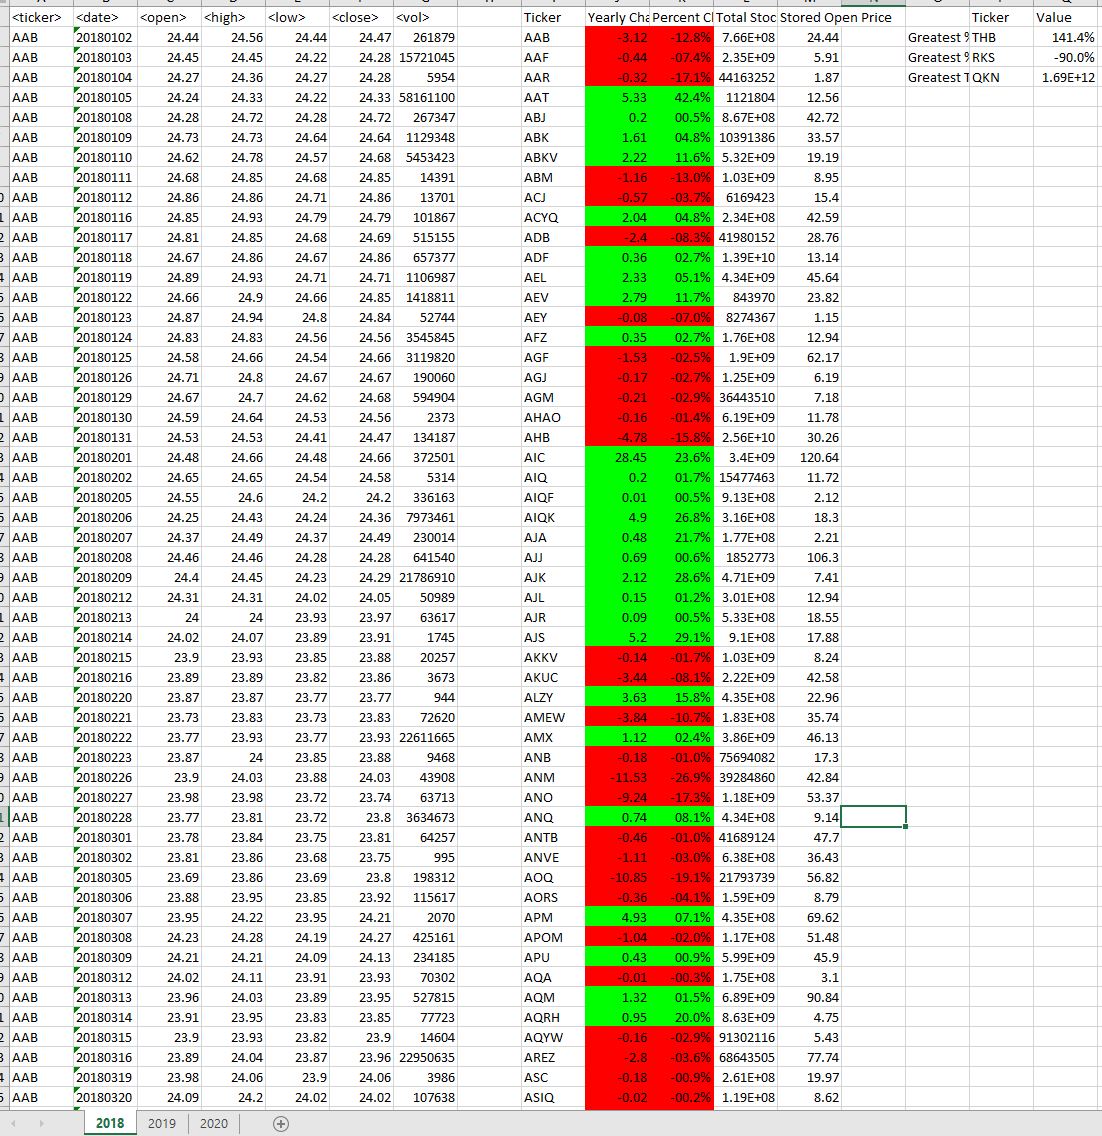 <ticker> <date> <open> <high> <low> <close> <vol> Ticker Yearly Cha Percent Cl Total Stoc Stored Open Price Ticker Value
AAB 20180102 24.44 24.56 24.44 24.47 261879 AAB -3.12 -12.8% 7.66E+08 24.44 Greatest % THB 141.4%
AAB 20180103 24.45 24.45 24.22 24.28 15721045 AAF -0.44 -07.4% 2.35E+09 5.91 Greatest % RKS -90.0%
AAB 20180104 24.27 24.36 24.27 24.28 5954 AAR -0.32 -17.1% 44163252 1.87 Greatest T QKN 1.69E+12
AAB 20180105 24.24 24.33 24.22 24.33 58161100 AAT 5.33 42.4% 1121804 12.56
AAB 20180108 24.28 24.72 24.28 24.72 267347 ABJ 0.2 00.5% 8.67E+08 42.72
AAB 20180109 24.73 24.73 24.64 24.64 1129348 ABK 1.61 04.8% 10391386 33.57
AAB 20180110 24.62 24.78 24.57 24.68 5453423 ABKV 2.22 11.6% 5.32E+09 19.19
AAB 20180111 24.68 24.85 24.68 24.85 14391 ABM -1.16 -13.0% 1.03E+09 8.95
AAB 20180112 24.86 24.86 24.71 24.86 13701 ACJ -0.57 -03.7% 6169423 15.4
AAB 20180116 24.85 24.93 24.79 24.79 101867 ACYQ 2.04 04.8% 2.34E+08 42.59
AAB 20180117 24.81 24.85 24.68 24.69 515155 ADB -2.4 -08.3% 41980152 28.76
AAB 20180118 24.67 24.86 24.67 24.86 657377 ADF 0.36 02.7% 1.39E+10 13.14
AAB 20180119 24.89 24.93 24.71 24.71 1106987 AEL 2.33 05.1% 4.34E+09 45.64
AAB 20180122 24.66 24.9 24.66 24.85 1418811 AEV 2.79 11.7% 843970 23.82
AAB 20180123 24.87 24.94 24.8 24.84 52744 AEY -0.08 -07.0% 8274367 1.15
AAB 20180124 24.83 24.83 24.56 24.56 3545845 AFZ 0.35 02.7% 1.76E+08 12.94
AAB 20180125 24.58 24.66 24.54 24.66 3119820 AGF -1.53 -02.5% 1.9E+09 62.17
AAB 20180126 24.71 24.8 24.67 24.67 190060 AGJ -0.17 -02.7% 1.25E+09 6.19
AAB 20180129 24.67 24.7 24.62 24.68 594904 AGM -0.21 -02.9% 36443510 7.18
AAB 20180130 24.59 24.64 24.53 24.56 2373 AHAO -0.16 -01.4% 6.19E+09 11.78
AAB 20180131 24.53 24.53 24.41 24.47 134187 AHB -4.78 -15.8% 2.56E+10 30.26
AAB 20180201 24.48 24.66 24.48 24.66 372501 AIC 28.45 23.6% 3.4E+09 120.64
AAB 20180202 24.65 24.65 24.54 24.58 5314 AIQ 0.2 01.7% 15477463 11.72
AAB 20180205 24.55 24.6 24.2 24.2 336163 AIQF 0.01 00.5% 9.13E+08 2.12
AAB 20180206 24.25 24.43 24.24 24.36 7973461 AIQK 4.9 26.8% 3.16E+08 18.3
AAB 20180207 24.37 24.49 24.37 24.49 230014 AJA 0.48 21.7% 1.77E+08 2.21
AAB 20180208 24.46 24.46 24.28 24.28 641540 AJJ 0.69 00.6% 1852773 106.3
AAB 20180209 24.4 24.45 24.23 24.29 21786910 AJK 2.12 28.6% 4.71E+09 7.41
AAB 20180212 24.31 24.31 24.02 24.05 50989 AJL 0.15 01.2% 3.01E+08 12.94
AAB 20180213 24 24 23.93 23.97 63617 AJR 0.09 00.5% 5.33E+08 18.55
AAB 20180214 24.02 24.07 23.89 23.91 1745 AJS 5.2 29.1% 9.1E+08 17.88
AAB 20180215 23.9 23.93 23.85 23.88 20257 AKKV -0.14 -01.7% 1.03E+09 8.24
AAB 20180216 23.89 23.89 23.82 23.86 3673 AKUC -3.44 -08.1% 2.22E+09 42.58
AAB 20180220 23.87 23.87 23.77 23.77 944 ALZY 3.63 15.8% 4.35E+08 22.96
AAB 20180221 23.73 23.83 23.73 23.83 72620 AMEW -3.84 -10.7% 1.83E+08 35.74
AAB 20180222 23.77 23.93 23.77 23.93 22611665 AMX 1.12 02.4% 3.86E+09 46.13
AAB 20180223 23.87 24 23.85 23.88 9468 ANB -0.18 -01.0% 75694082 17.3
AAB 20180226 23.9 24.03 23.88 24.03 43908 ANM -11.53 -26.9% 39284860 42.84
AAB 20180227 23.98 23.98 23.72 23.74 63713 ANO -9.24 -17.3% 1.18E+09 53.37
AAB 20180228 23.77 23.81 23.72 23.8 3634673 ANQ 0.74 08.1% 4.34E+08 9.14
AAB 20180301 23.78 23.84 23.75 23.81 64257 ANTB -0.46 -01.0% 41689124 47.7
AAB 20180302 23.81 23.86 23.68 23.75 995 ANVE -1.11 -03.0% 6.38E+08 36.43
AAB 20180305 23.69 23.86 23.69 23.8 198312 AOQ -10.85 -19.1% 21793739 56.82
AAB 20180306 23.88 23.95 23.85 23.92 115617 AORS -0.36 -04.1% 1.59E+09 8.79
AAB 20180307 23.95 24.22 23.95 24.21 2070 APM 4.93 07.1% 4.35E+08 69.62
AAB 20180308 24.23 24.28 24.19 24.27 425161 APOM -1.04 -02.0% 1.17E+08 51.48
AAB 20180309 24.21 24.21 24.09 24.13 234185 APU 0.43 00.9% 5.99E+09 45.9
AAB 20180312 24.02 24.11 23.91 23.93 70302 AQA -0.01 -00.3% 1.75E+08 3.1
AAB 20180313 23.96 24.03 23.89 23.95 527815 AQM 1.32 01.5% 6.89E+09 90.84
AAB 20180314 23.91 23.95 23.83 23.85 77723 AQRH 0.95 20.0% 8.63E+09 4.75
AAB 20180315 23.9 23.93 23.82 23.9 14604 AQYW -0.16 -02.9% 91302116 5.43
AAB 20180316 23.89 24.04 23.87 23.96 22950635 AREZ -2.8 -03.6% 68643505 77.74
AAB 20180319 23.98 24.06 23.9 24.06 3986 ASC -0.18 -00.9% 2.61E+08 19.97
AAB 20180320 24.09 24.2 24.02 24.02 107638 ASIQ -0.02 -00.2% 1.19E+08 8.62
2018 2019 2020